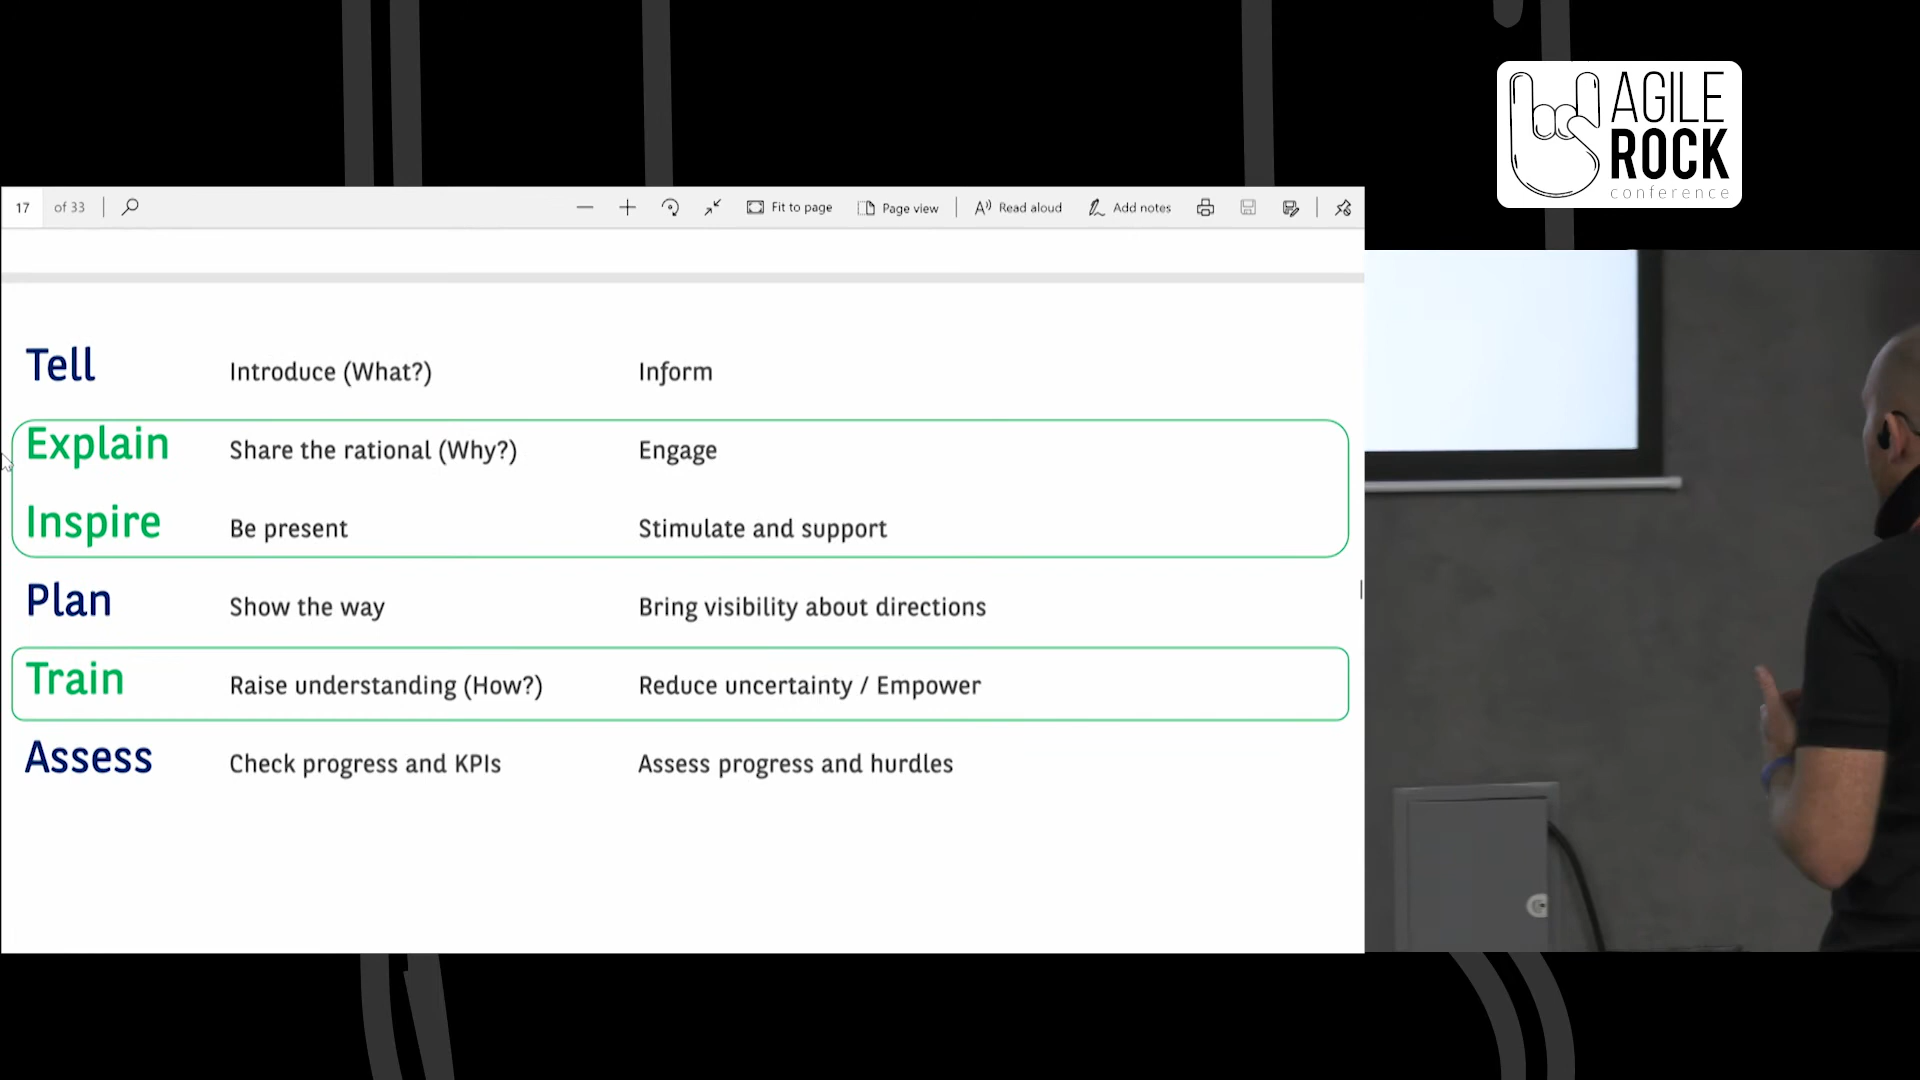 AGILE
ROCK
conference
17 of 33 Fit to page Page view Read aloud Add notes
Tell Introduce (What?) Inform
Explain Share the rational (Why?) Engage
Inspire Be present Stimulate and support
Plan Show the way Bring visibility about directions
Train Raise understanding (How?) Reduce uncertainty / Empower
Assess Check progress and KPIs Assess progress and hurdles